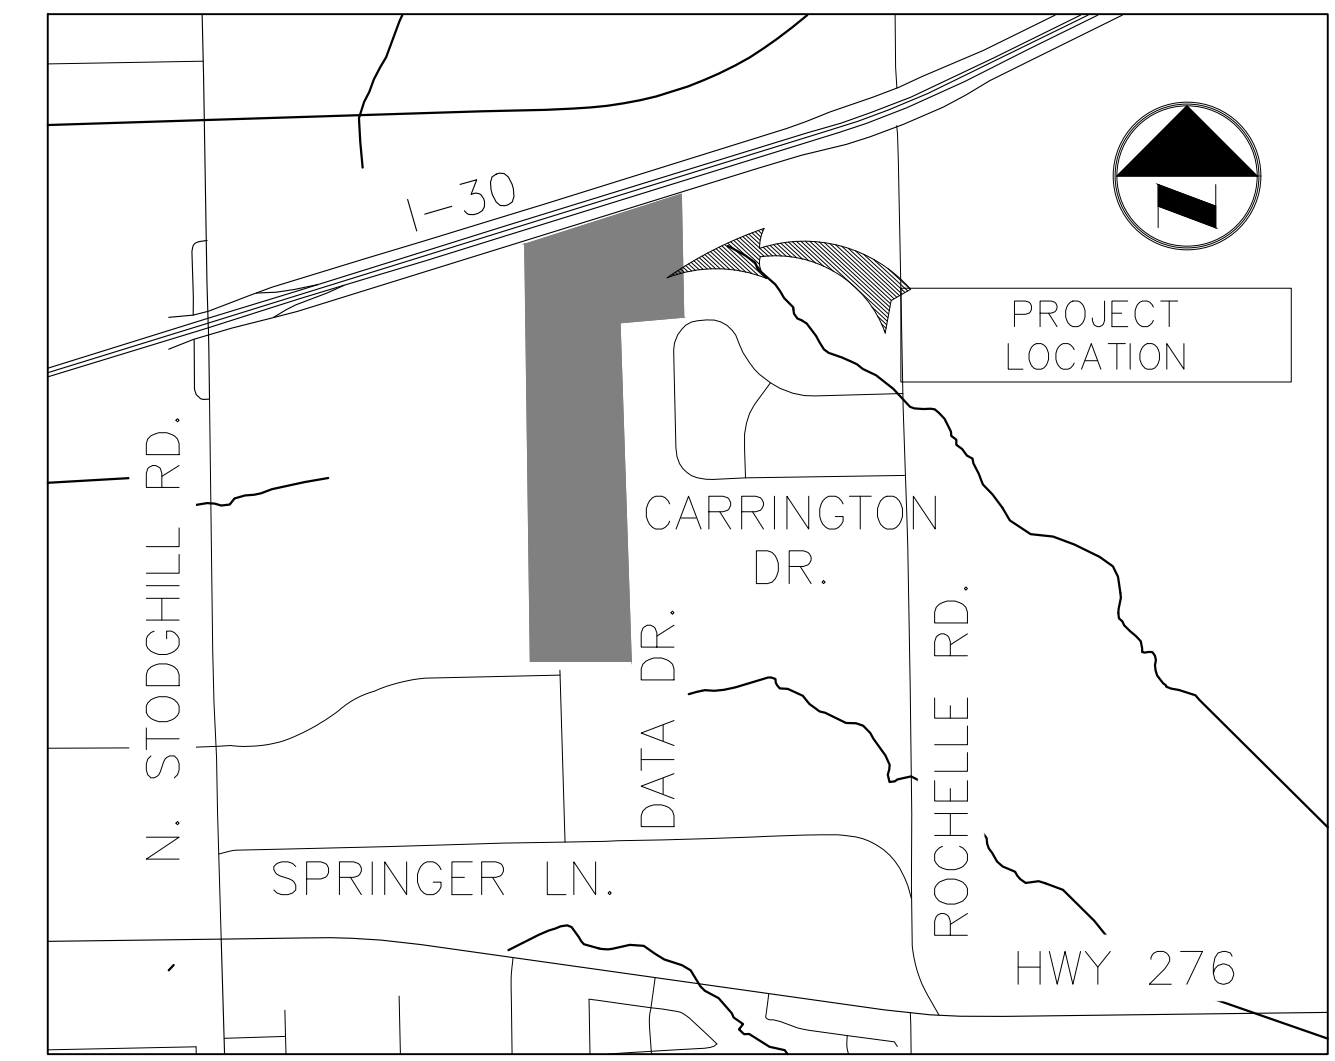 I-30
PROJECT
LOCATION
N. STODGHILL RD.
CARRINGTON
DR.
DATA DR.
ROCHELLE RD.
SPRINGER LN.
HWY 276
N